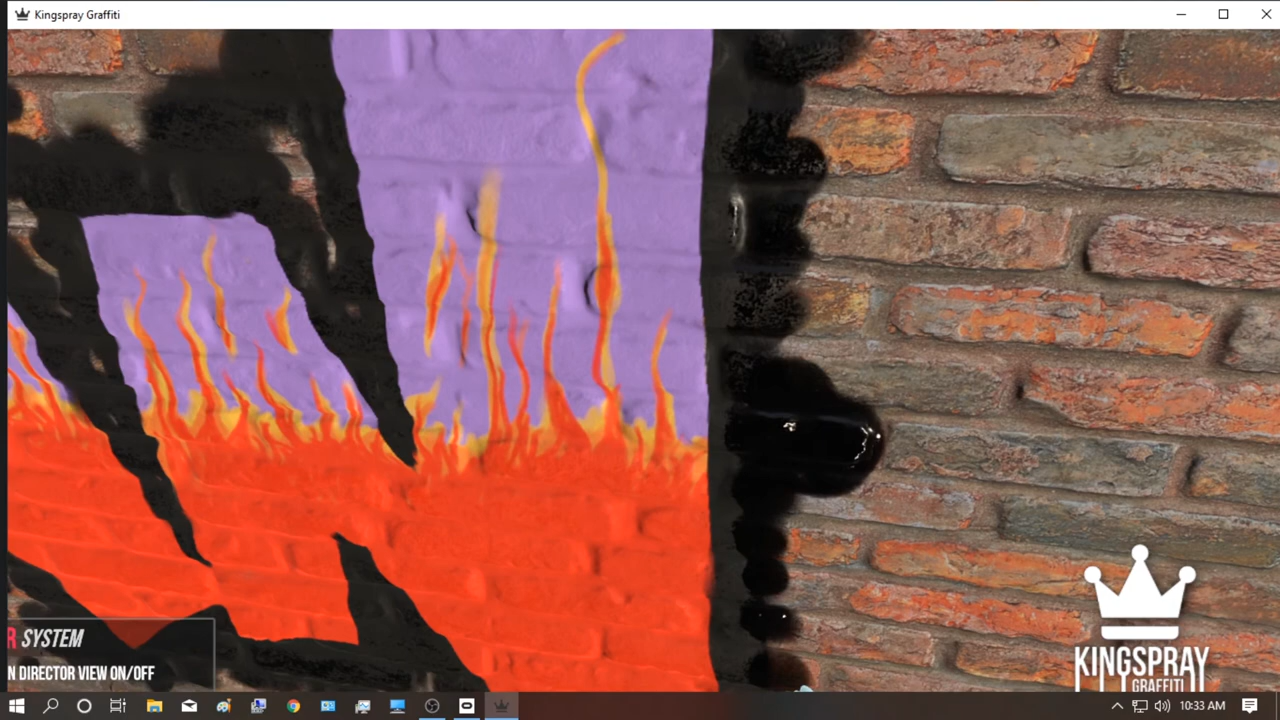 Kingspray Graffiti
R SYSTEM
N DIRECTOR VIEW ON/OFF
KINGSPRAY
GRAFFITI
10:33 AM